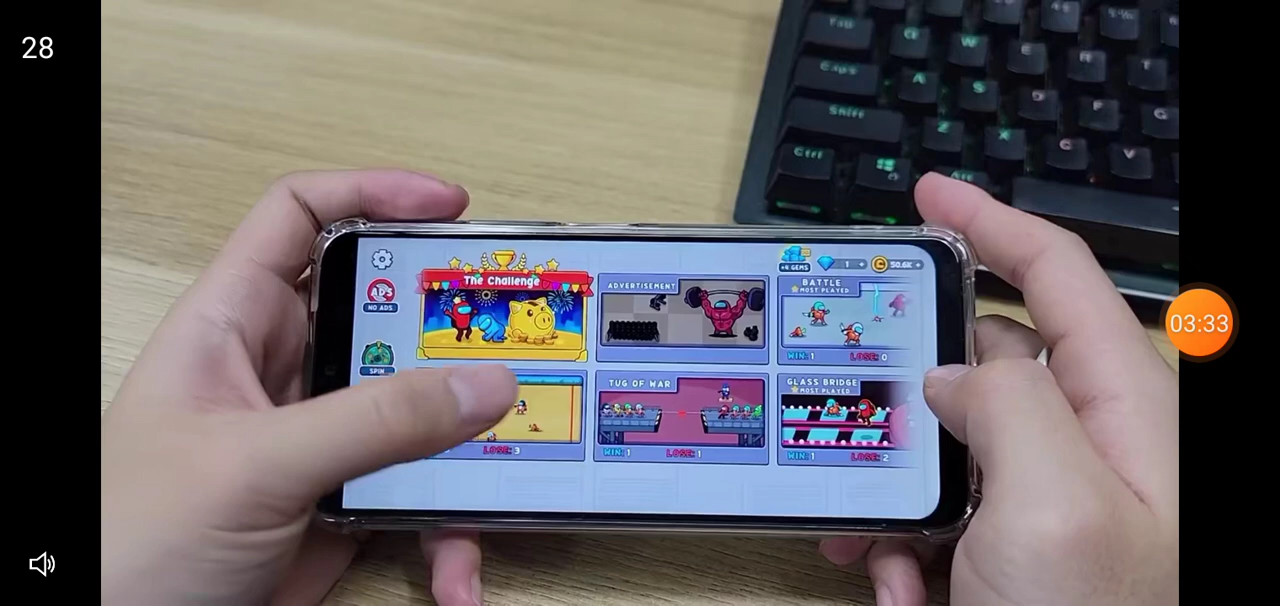 28
Tab
Q
W
E
R
T
Caps
A
S
D
F
G
Shift
Z
X
C
V
Ctrl
Alt
The Challenge
ADVERTISEMENT
+4 GEMS
1 +
50.6K +
BATTLE
MOST PLAYED
ADS
NO ADS
WIN: 1 LOSE: 0
SPIN
TUG OF WAR
GLASS BRIDGE
MOST PLAYED
LOSE: 3
WIN: 1 LOSE: 1
WIN: 1 LOSE: 2
03:33